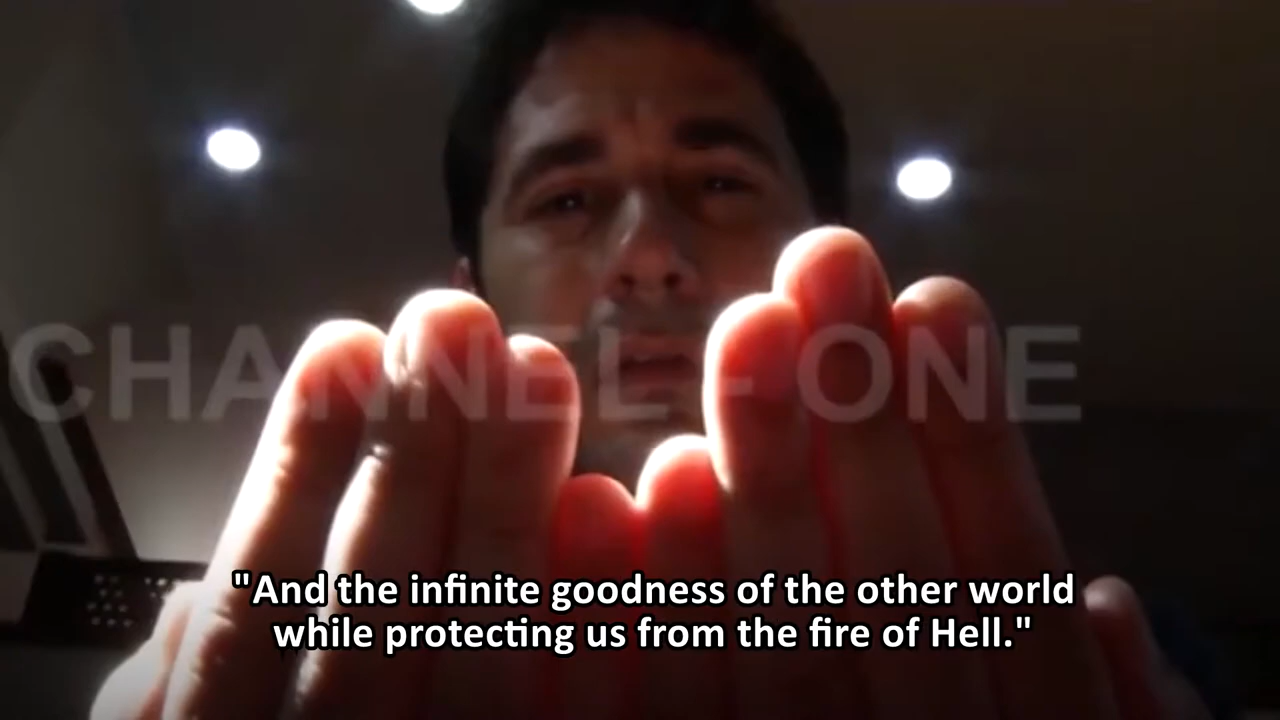 CHANNEL - ONE
"And the infinite goodness of the other world
while protecting us from the fire of Hell."